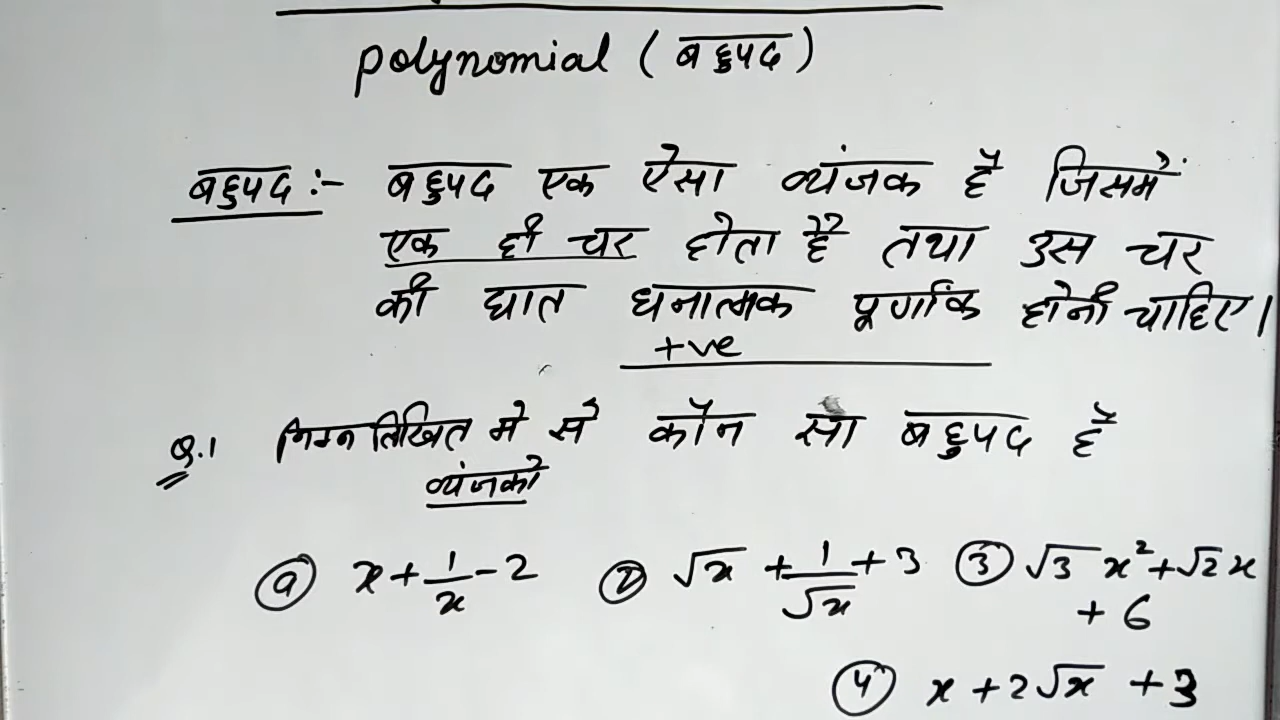 polynomial (बहुपद)
बहुपद :- बहुपद एक ऐसा व्यंजक है जिसमें
एक ही चर होता है तथा उस चर
की घात धनात्मक पूर्णांक होनी चाहिए।
+ve
Q.1 निम्नलिखित मे से कौन सा बहुपद है
व्यंजको
(a) x + 1/x - 2 (2) √x + 1/√x + 3 (3) √3 x² + √2 x
+ 6
(4) x + 2√x + 3